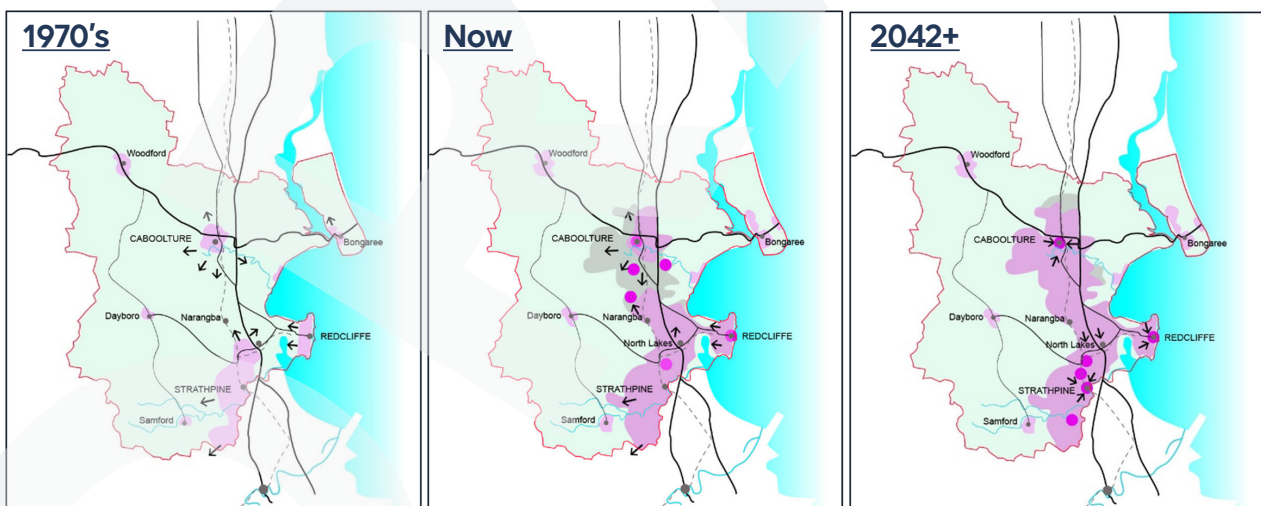 1970's
Woodford
CABOOLTURE
Bongaree
Dayboro
Narangba
REDCLIFFE
STRATHPINE
Samford
Now
Woodford
CABOOLTURE
Bongaree
Dayboro
Narangba
North Lakes
REDCLIFFE
STRATHPINE
Samford
2042+
Woodford
CABOOLTURE
Bongaree
Dayboro
Narangba
North Lakes
REDCLIFFE
STRATHPINE
Samford